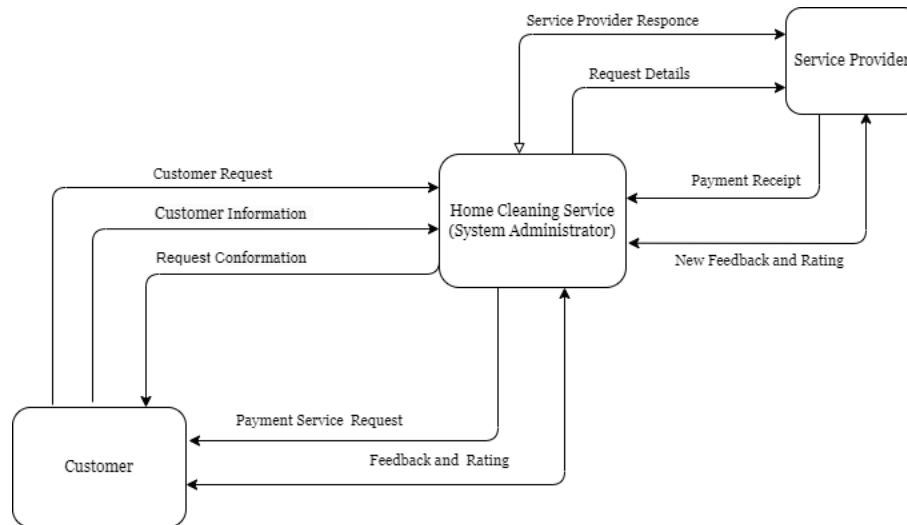 Service Provider Responce
Service Provider
Request Details
Customer Request
Payment Receipt
Customer Information
Home Cleaning Service
(System Administrator)
Request Conformation
New Feedback and Rating
Payment Service Request
Feedback and Rating
Customer